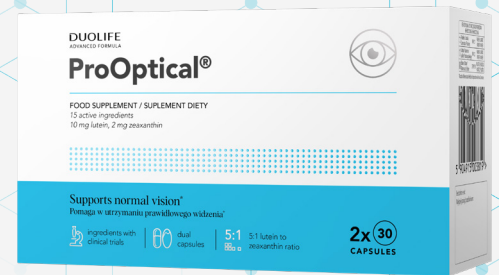 DUOLIFE
ADVANCED FORMULA
ProOptical®
FOOD SUPPLEMENT / SUPLEMENT DIETY
15 active ingredients
10 mg lutein, 2 mg zeaxanthin
Supports normal vision*
Pomaga w utrzymaniu prawidłowego widzenia*
ingredients with
clinical trials
dual
capsules
5:1
5:1 lutein to
zeaxanthin ratio
2x 30
CAPSULES